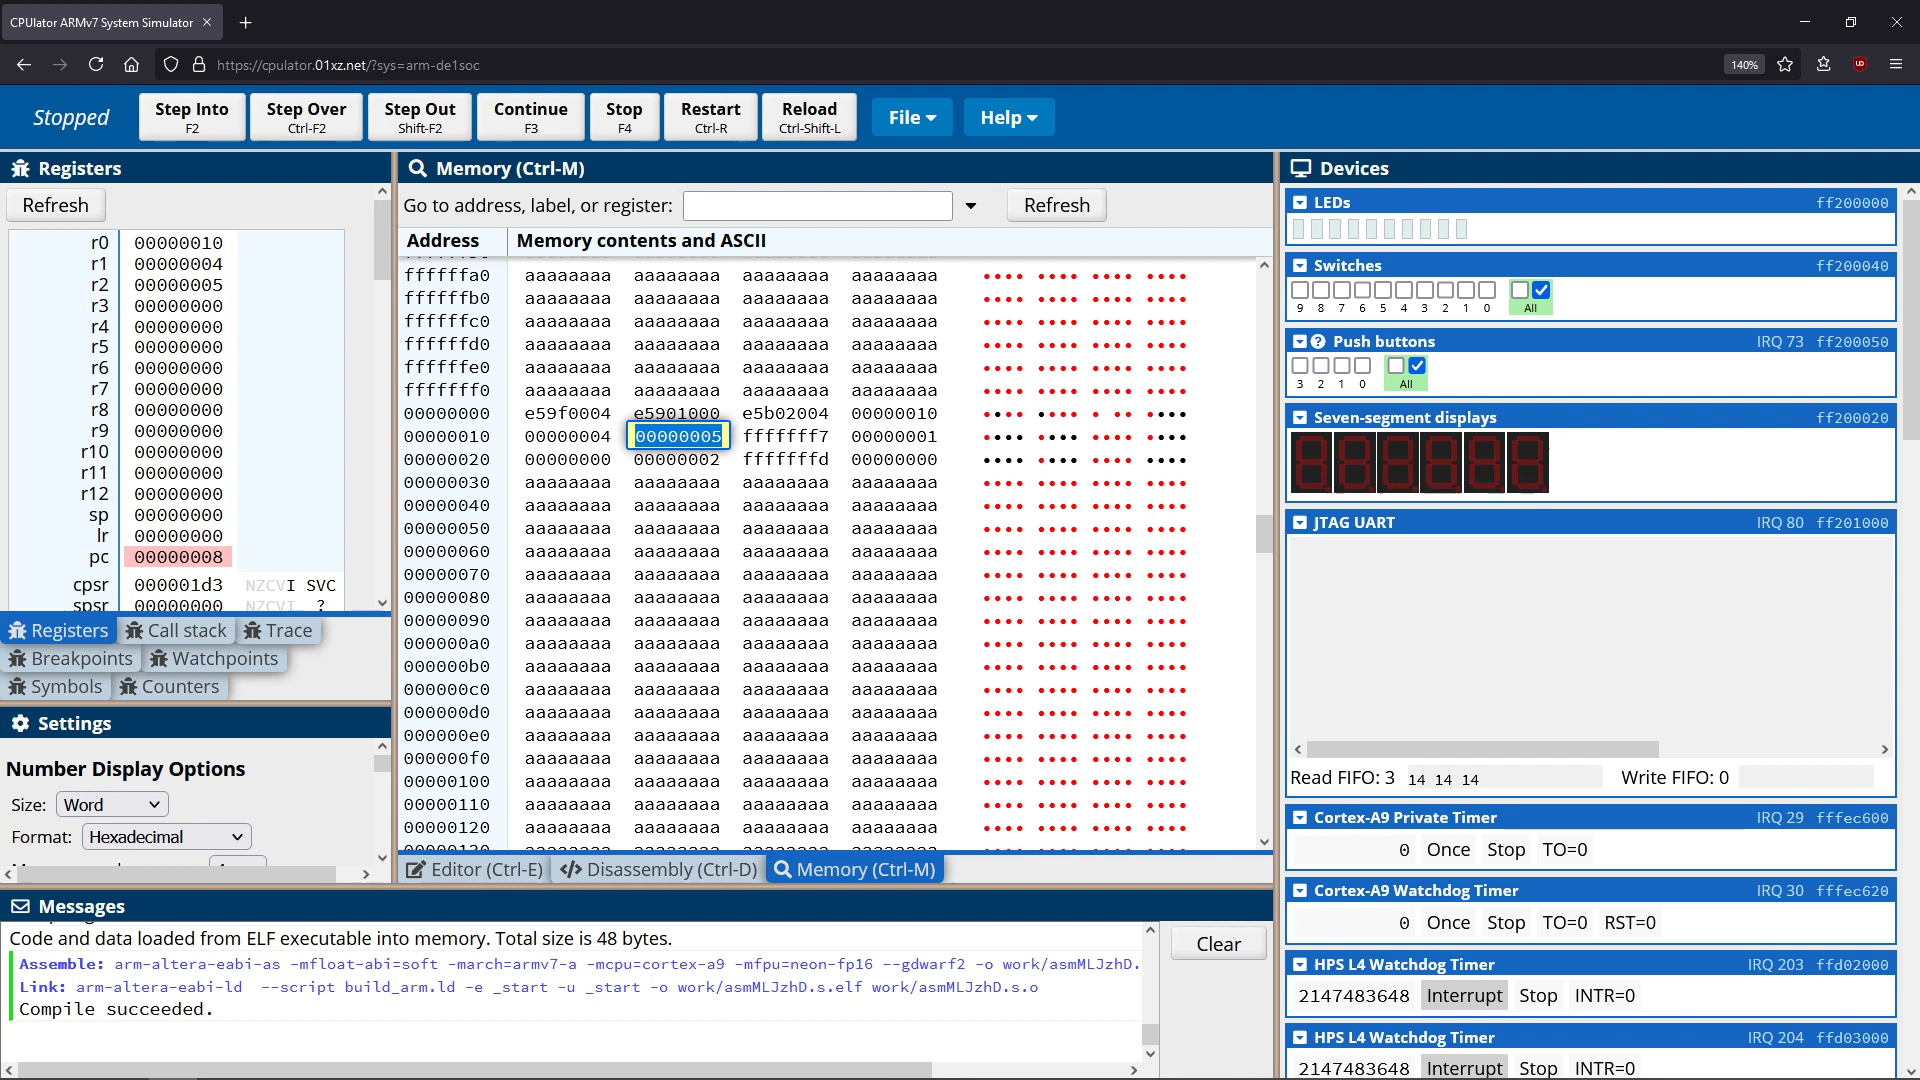 CPUlator ARMv7 System Simulator
https://cpulator.01xz.net/?sys=arm-de1soc
140%
Stopped
Step Into
F2
Step Over
Ctrl-F2
Step Out
Shift-F2
Continue
F3
Stop
F4
Restart
Ctrl-R
Reload
Ctrl-Shift-L
File
Help
Registers
Refresh
r0 00000010
r1 00000004
r2 00000005
r3 00000000
r4 00000000
r5 00000000
r6 00000000
r7 00000000
r8 00000000
r9 00000000
r10 00000000
r11 00000000
r12 00000000
sp 00000000
lr 00000000
pc 00000008
cpsr 000001d3 NZCVI SVC
spsr 00000000 NZCVI ?
Registers Call stack Trace
Breakpoints Watchpoints
Symbols Counters
Settings
Number Display Options
Size: Word
Format: Hexadecimal
Memory (Ctrl-M)
Go to address, label, or register: Refresh
Address Memory contents and ASCII
ffffffa0 aaaaaaaa aaaaaaaa aaaaaaaa aaaaaaaa
ffffffb0 aaaaaaaa aaaaaaaa aaaaaaaa aaaaaaaa
ffffffc0 aaaaaaaa aaaaaaaa aaaaaaaa aaaaaaaa
ffffffd0 aaaaaaaa aaaaaaaa aaaaaaaa aaaaaaaa
ffffffe0 aaaaaaaa aaaaaaaa aaaaaaaa aaaaaaaa
fffffff0 aaaaaaaa aaaaaaaa aaaaaaaa aaaaaaaa
00000000 e59f0004 e5901000 e5b02004 00000010
00000010 00000004 00000005 fffffff7 00000001
00000020 00000000 00000002 fffffffd 00000000
00000030 aaaaaaaa aaaaaaaa aaaaaaaa aaaaaaaa
00000040 aaaaaaaa aaaaaaaa aaaaaaaa aaaaaaaa
00000050 aaaaaaaa aaaaaaaa aaaaaaaa aaaaaaaa
00000060 aaaaaaaa aaaaaaaa aaaaaaaa aaaaaaaa
00000070 aaaaaaaa aaaaaaaa aaaaaaaa aaaaaaaa
00000080 aaaaaaaa aaaaaaaa aaaaaaaa aaaaaaaa
00000090 aaaaaaaa aaaaaaaa aaaaaaaa aaaaaaaa
000000a0 aaaaaaaa aaaaaaaa aaaaaaaa aaaaaaaa
000000b0 aaaaaaaa aaaaaaaa aaaaaaaa aaaaaaaa
000000c0 aaaaaaaa aaaaaaaa aaaaaaaa aaaaaaaa
000000d0 aaaaaaaa aaaaaaaa aaaaaaaa aaaaaaaa
000000e0 aaaaaaaa aaaaaaaa aaaaaaaa aaaaaaaa
000000f0 aaaaaaaa aaaaaaaa aaaaaaaa aaaaaaaa
00000100 aaaaaaaa aaaaaaaa aaaaaaaa aaaaaaaa
00000110 aaaaaaaa aaaaaaaa aaaaaaaa aaaaaaaa
00000120 aaaaaaaa aaaaaaaa aaaaaaaa aaaaaaaa
Editor (Ctrl-E) Disassembly (Ctrl-D) Memory (Ctrl-M)
Messages
Code and data loaded from ELF executable into memory. Total size is 48 bytes.
Assemble: arm-altera-eabi-as -mfloat-abi=soft -march=armv7-a -mcpu=cortex-a9 -mfpu=neon-fp16 --gdwarf2 -o work/asmMLJzhD.
Link: arm-altera-eabi-ld --script build_arm.ld -e _start -u _start -o work/asmMLJzhD.s.elf work/asmMLJzhD.s.o
Compile succeeded.
Clear
Devices
LEDs ff200000
Switches ff200040
9 8 7 6 5 4 3 2 1 0 All
Push buttons IRQ 73 ff200050
3 2 1 0 All
Seven-segment displays ff200020
JTAG UART IRQ 80 ff201000
Read FIFO: 3 14 14 14 Write FIFO: 0
Cortex-A9 Private Timer IRQ 29 fffec600
0 Once Stop TO=0
Cortex-A9 Watchdog Timer IRQ 30 fffec620
0 Once Stop TO=0 RST=0
HPS L4 Watchdog Timer IRQ 203 ffd02000
2147483648 Interrupt Stop INTR=0
HPS L4 Watchdog Timer IRQ 204 ffd03000
2147483648 Interrupt Stop INTR=0